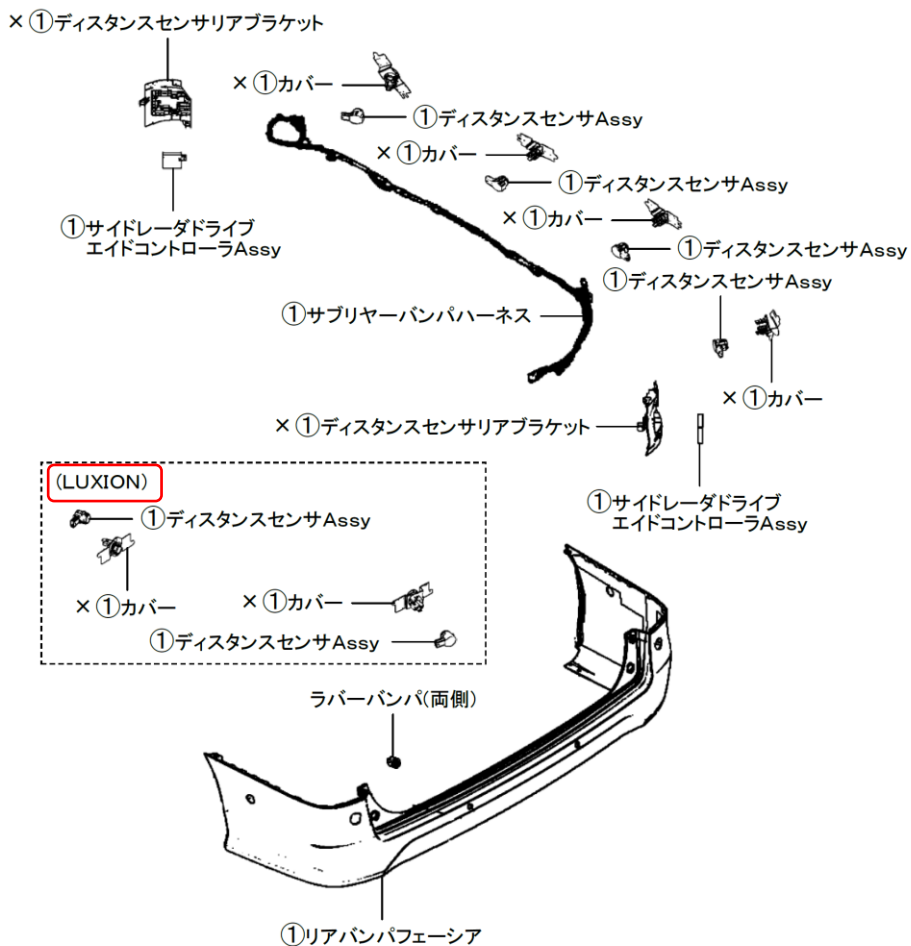 ×①ディスタンスセンサリアブラケット
×①カバー
①ディスタンスセンサAssy
×①カバー
①ディスタンスセンサAssy
×①カバー
①サイドレーダドライブ
エイドコントローラAssy
①ディスタンスセンサAssy
①ディスタンスセンサAssy
①サブリヤーバンパハーネス
×①カバー
×①ディスタンスセンサリアブラケット
(LUXION)
①サイドレーダドライブ
エイドコントローラAssy
①ディスタンスセンサAssy
×①カバー
×①カバー
①ディスタンスセンサAssy
ラバーバンパ(両側)
①リアバンパフェーシア